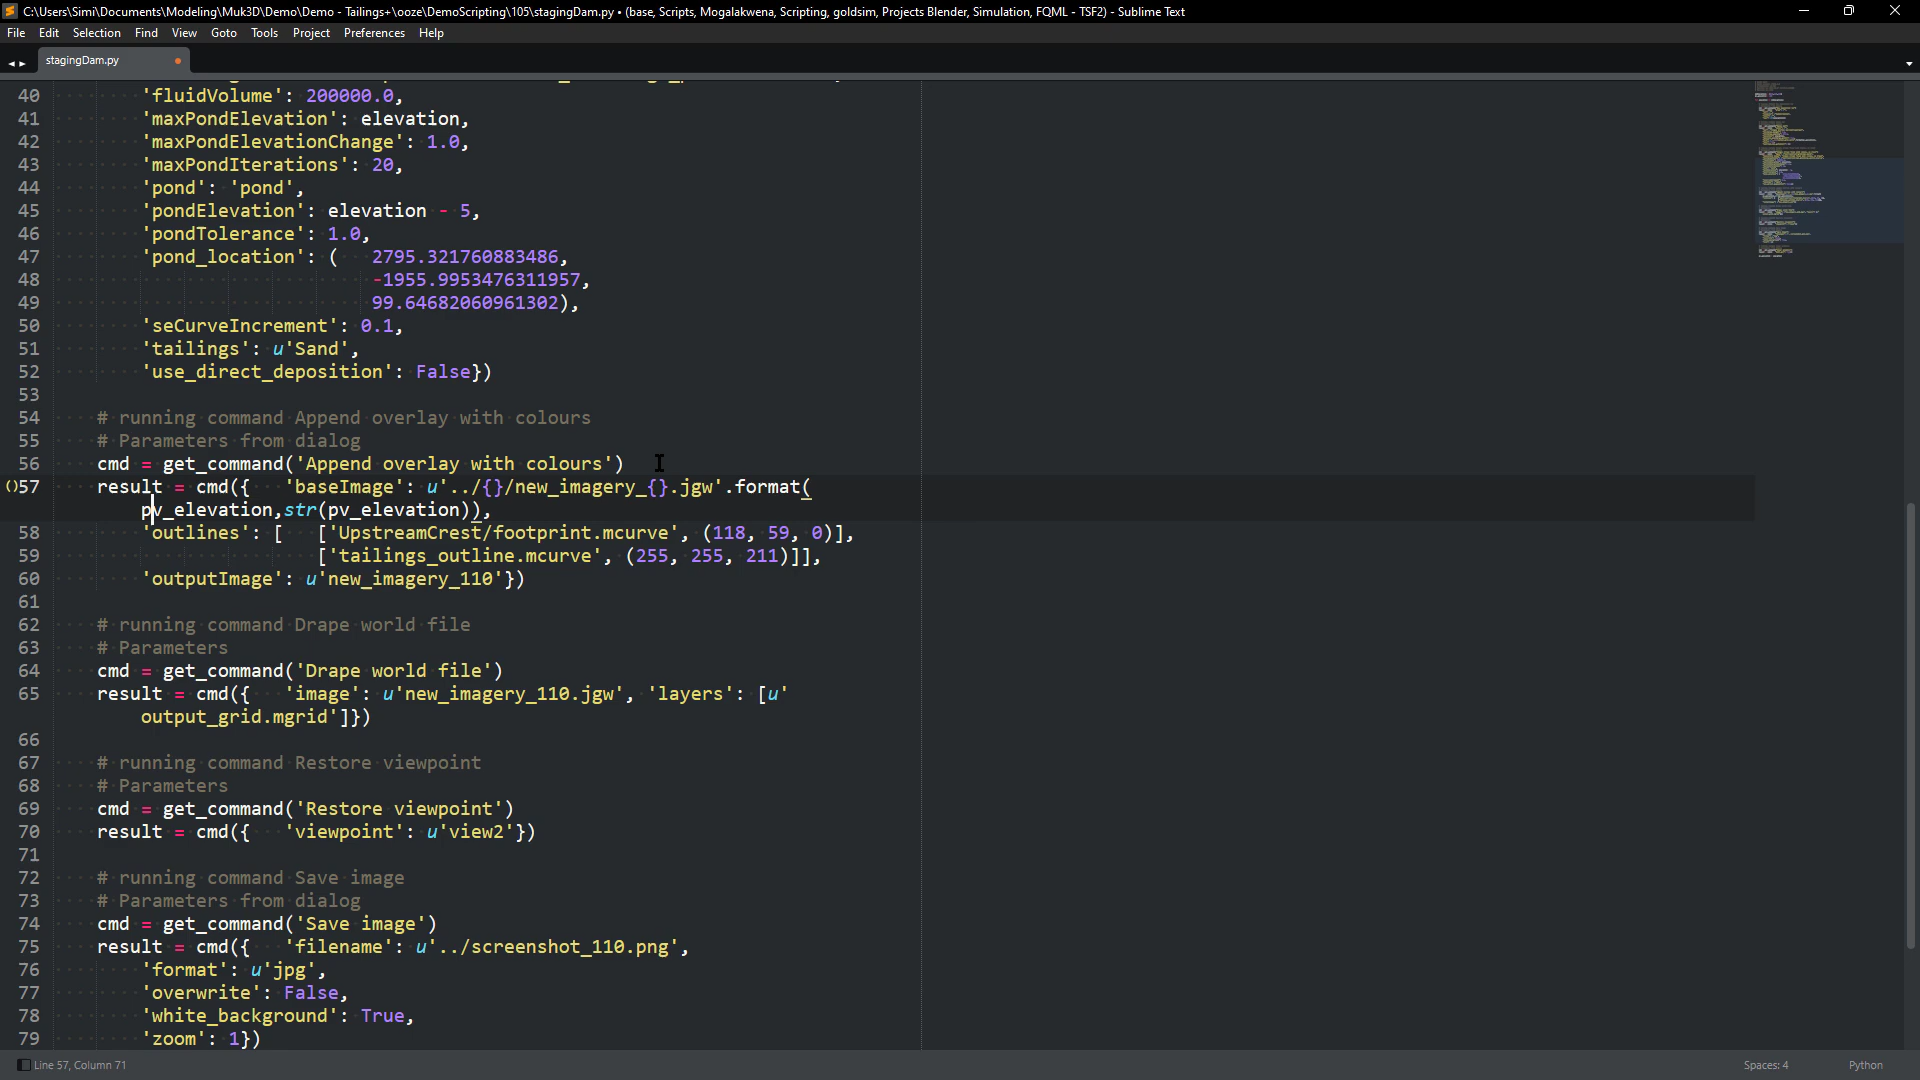 C:\Users\Simi\Documents\Modeling\Muk3D\Demo\Demo - Tailings+\ooze\DemoScripting\105\stagingDam.py • (base, Scripts, Mogalakwena, Scripting, goldsim, Projects Blender, Simulation, FQML - TSF2) - Sublime Text
File Edit Selection Find View Goto Tools Project Preferences Help
stagingDam.py
40 'fluidVolume': 200000.0,
41 'maxPondElevation': elevation,
42 'maxPondElevationChange': 1.0,
43 'maxPondIterations': 20,
44 'pond': 'pond',
45 'pondElevation': elevation - 5,
46 'pondTolerance': 1.0,
47 'pond_location': (   2795.321760883486,
48 -1955.9953476311957,
49 99.64682060961302),
50 'seCurveIncrement': 0.1,
51 'tailings': u'Sand',
52 'use_direct_deposition': False})
53
54 # running command Append overlay with colours
55 # Parameters from dialog
56 cmd = get_command('Append overlay with colours')
57 result = cmd({   'baseImage': u'../{}/new_imagery_{}.jgw'.format(
pv_elevation,str(pv_elevation)),
58 'outlines': [   ['UpstreamCrest/footprint.mcurve', (118, 59, 0)],
59 ['tailings_outline.mcurve', (255, 255, 211)]],
60 'outputImage': u'new_imagery_110'})
61
62 # running command Drape world file
63 # Parameters
64 cmd = get_command('Drape world file')
65 result = cmd({   'image': u'new_imagery_110.jgw', 'layers': [u'
output_grid.mgrid']})
66
67 # running command Restore viewpoint
68 # Parameters
69 cmd = get_command('Restore viewpoint')
70 result = cmd({   'viewpoint': u'view2'})
71
72 # running command Save image
73 # Parameters from dialog
74 cmd = get_command('Save image')
75 result = cmd({   'filename': u'../screenshot_110.png',
76 'format': u'jpg',
77 'overwrite': False,
78 'white_background': True,
79 'zoom': 1})
Line 57, Column 71
Spaces: 4
Python